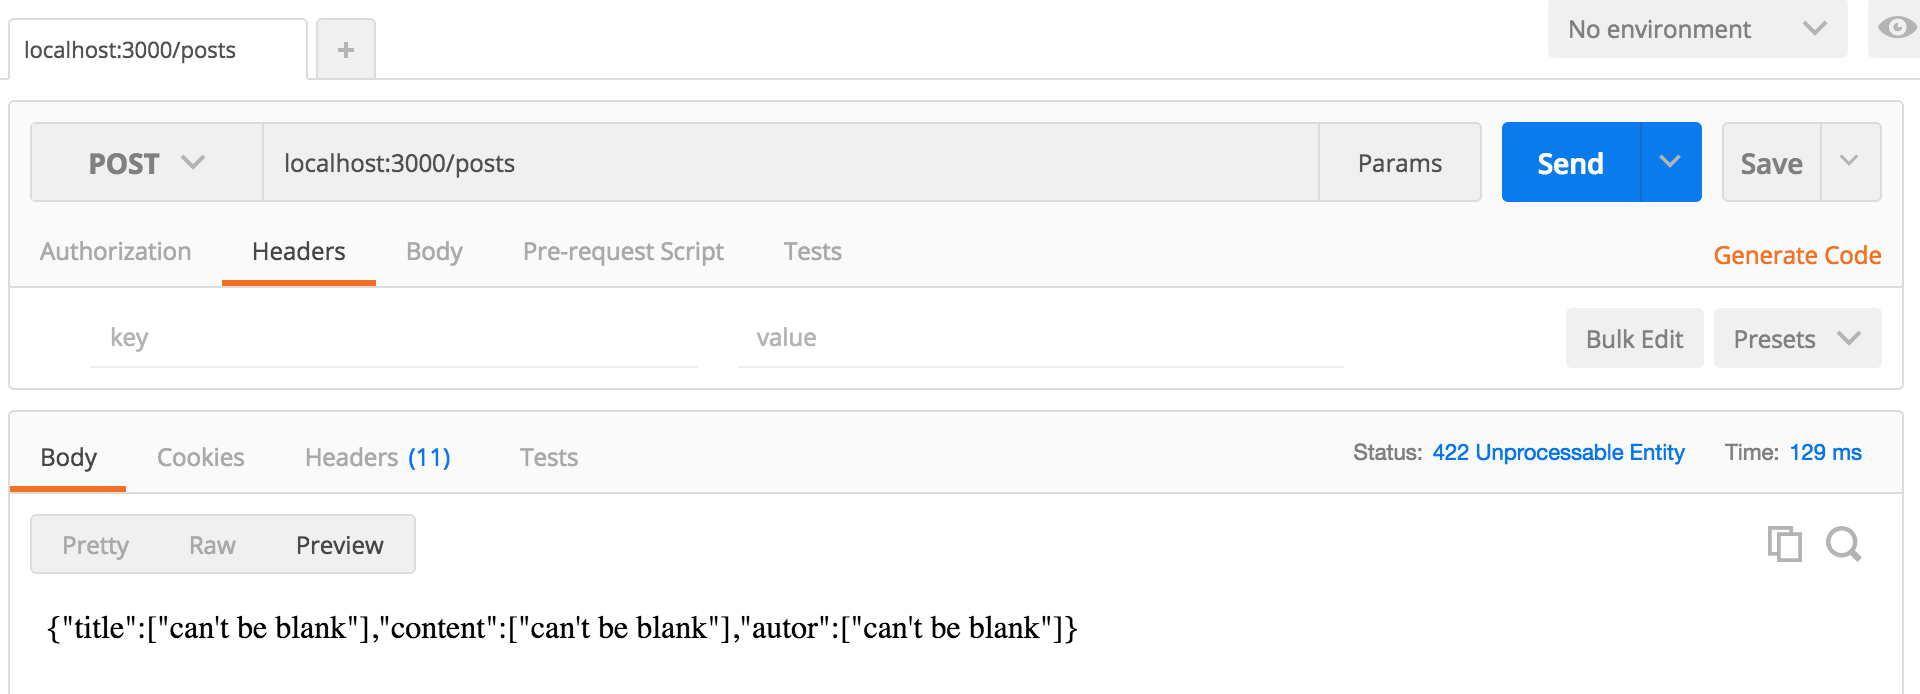 localhost:3000/posts +
No environment
POST localhost:3000/posts Params Send Save
Authorization Headers Body Pre-request Script Tests Generate Code
key value Bulk Edit Presets
Body Cookies Headers (11) Tests Status: 422 Unprocessable Entity Time: 129 ms
Pretty Raw Preview
{"title":["can't be blank"],"content":["can't be blank"],"autor":["can't be blank"]}